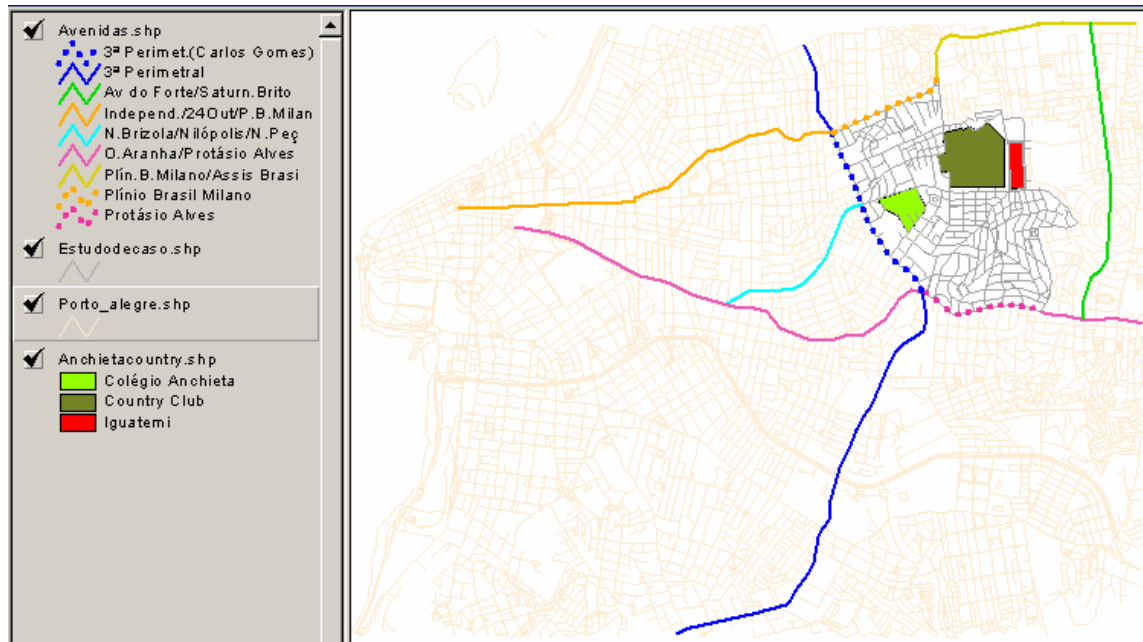 Avenidas.shp
3ª Perimet.(Carlos Gomes)
3ª Perimetral
Av do Forte/Saturn.Brito
Independ./24Out/P.B.Milan
N.Brizola/Nilópolis/N.Peç
O.Aranha/Protásio Alves
Plín.B.Milano/Assis Brasi
Plínio Brasil Milano
Protásio Alves
Estudodecaso.shp
Porto_alegre.shp
Anchietacountry.shp
Colégio Anchieta
Country Club
Iguatemi